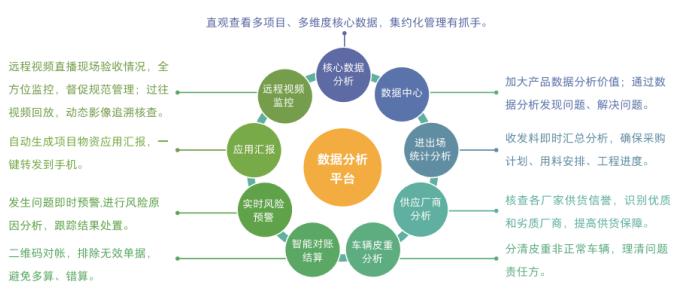 直观查看多项目、多维度核心数据，集约化管理有抓手。
核心数据
分析
数据中心
加大产品数据分析价值；通过数
据分析发现问题、解决问题。
进出场
统计分析
收发料即时汇总分析，确保采购
计划、用料安排、工程进度。
供应厂商
分析
核查各厂家供货信誉，识别优质
和劣质厂商，提高供货保障。
车辆皮重
分析
分清皮重非正常车辆，理清问题
责任方。
智能对账
结算
二维码对帐，排除无效单据，
避免多算、错算。
实时风险
预警
发生问题即时预警,进行风险原
因分析，跟踪结果处置。
应用汇报
自动生成项目物资应用汇报，一
键转发到手机。
远程视频
监控
远程视频直播现场验收情况，全
方位监控，督促规范管理；过往
视频回放，动态影像追溯核查。
数据分析
平台